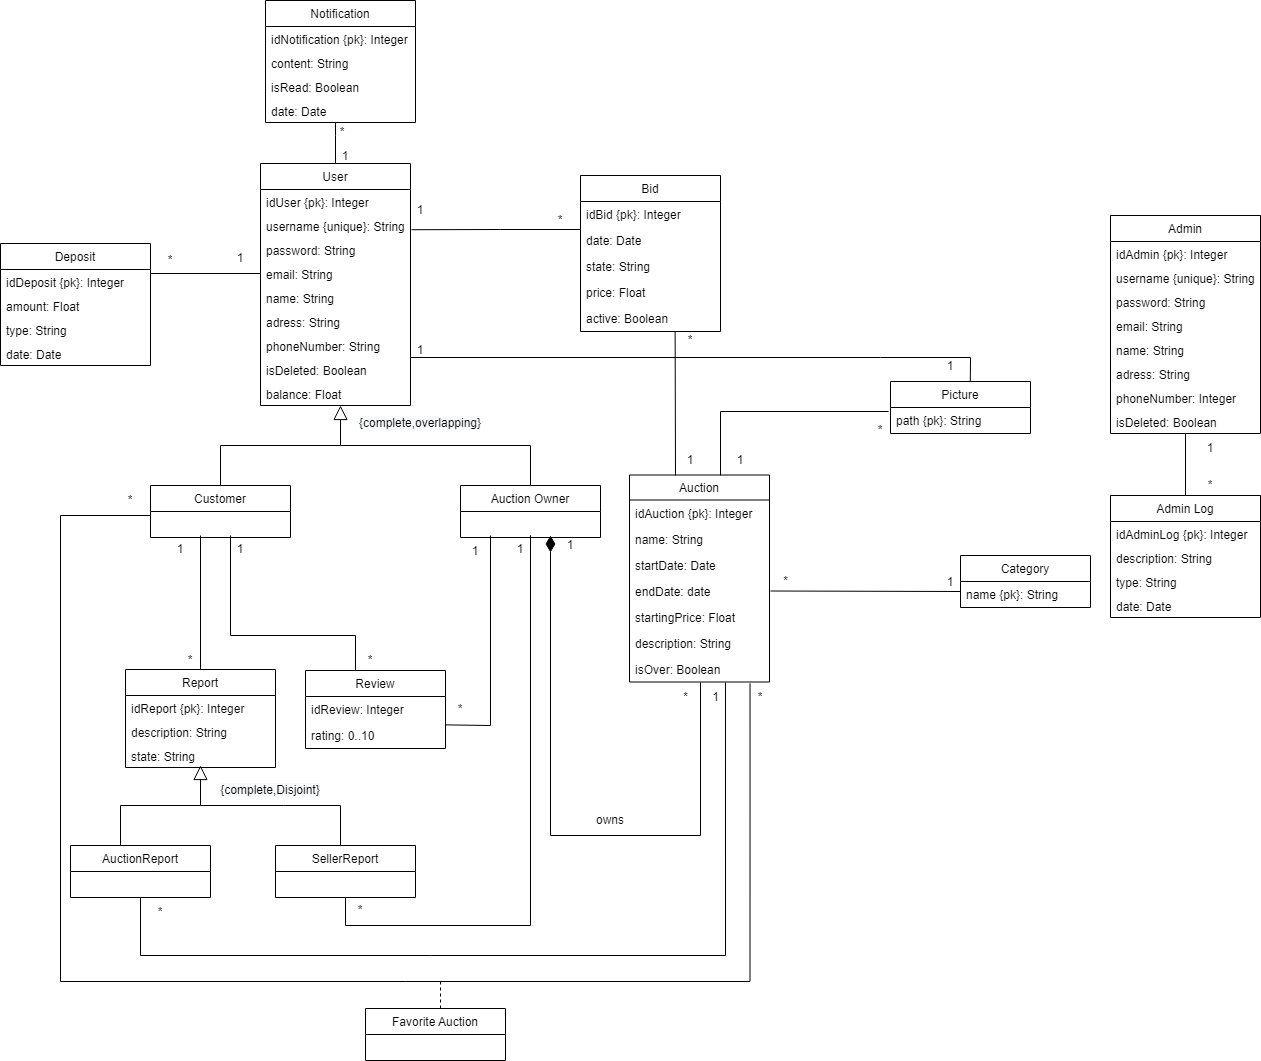 Notification
idNotification {pk}: Integer
content: String
isRead: Boolean
date: Date
*
1
User
idUser {pk}: Integer
username {unique}: String
password: String
email: String
name: String
adress: String
phoneNumber: String
isDeleted: Boolean
balance: Float
1
*
Bid
idBid {pk}: Integer
date: Date
state: String
price: Float
active: Boolean
*
Deposit
idDeposit {pk}: Integer
amount: Float
type: String
date: Date
*
1
1
1
Picture
path {pk}: String
*
Admin
idAdmin {pk}: Integer
username {unique}: String
password: String
email: String
name: String
adress: String
phoneNumber: Integer
isDeleted: Boolean
1
*
Admin Log
idAdminLog {pk}: Integer
description: String
type: String
date: Date
{complete,overlapping}
*
Customer
1
1
Auction Owner
1
1
1
1
1
Auction
idAuction {pk}: Integer
name: String
startDate: Date
endDate: date
startingPrice: Float
description: String
isOver: Boolean
*
1
*
*
1
Category
name {pk}: String
*
Report
idReport {pk}: Integer
description: String
state: String
*
Review
idReview: Integer
rating: 0..10
*
{complete,Disjoint}
owns
AuctionReport
*
SellerReport
*
Favorite Auction